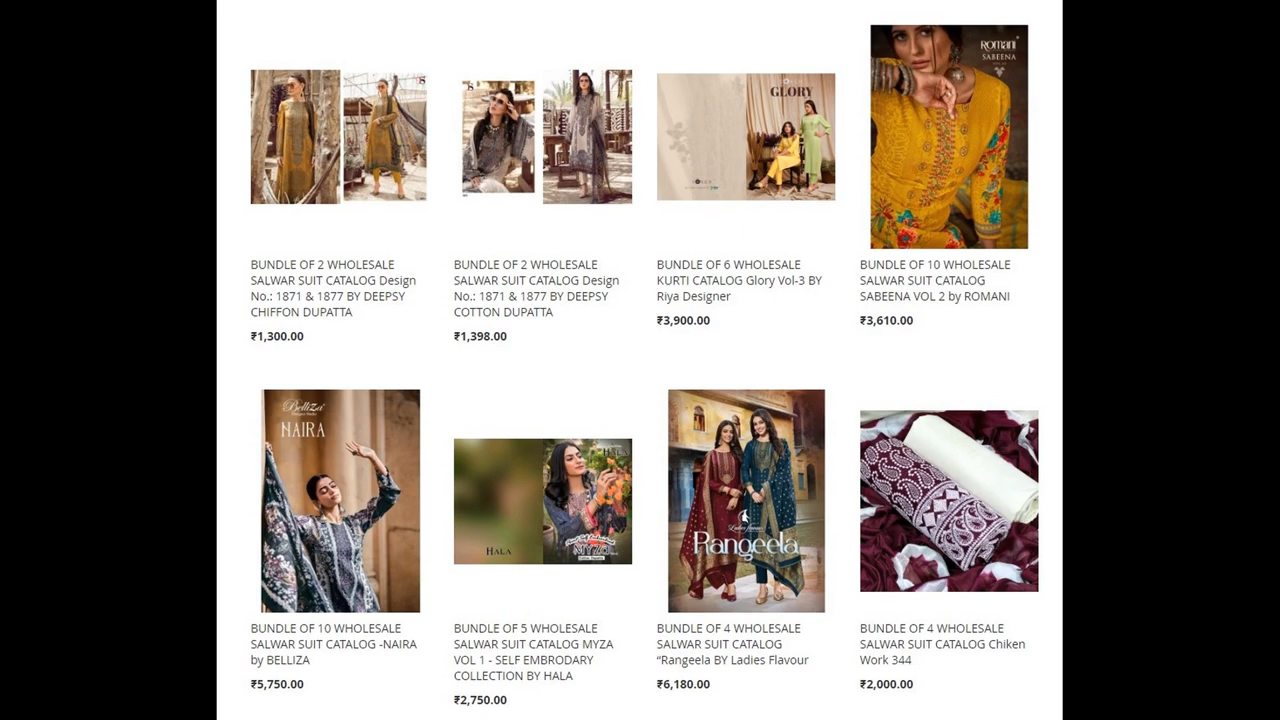 Romani
SABEENA
GLORY
BUNDLE OF 2 WHOLESALE
SALWAR SUIT CATALOG Design
No.: 1871 & 1877 BY DEEPSY
CHIFFON DUPATTA
₹1,300.00
BUNDLE OF 2 WHOLESALE
SALWAR SUIT CATALOG Design
No.: 1871 & 1877 BY DEEPSY
COTTON DUPATTA
₹1,398.00
BUNDLE OF 6 WHOLESALE
KURTI CATALOG Glory Vol-3 BY
Riya Designer
₹3,900.00
BUNDLE OF 10 WHOLESALE
SALWAR SUIT CATALOG
SABEENA VOL 2 by ROMANI
₹3,610.00
Belliza
NAIRA
HALA
HALA
MYZA
Ladies flavour
Rangeela
BUNDLE OF 10 WHOLESALE
SALWAR SUIT CATALOG -NAIRA
by BELLIZA
₹5,750.00
BUNDLE OF 5 WHOLESALE
SALWAR SUIT CATALOG MYZA
VOL 1 - SELF EMBRODARY
COLLECTION BY HALA
₹2,750.00
BUNDLE OF 4 WHOLESALE
SALWAR SUIT CATALOG
“Rangeela BY Ladies Flavour
₹6,180.00
BUNDLE OF 4 WHOLESALE
SALWAR SUIT CATALOG Chiken
Work 344
₹2,000.00